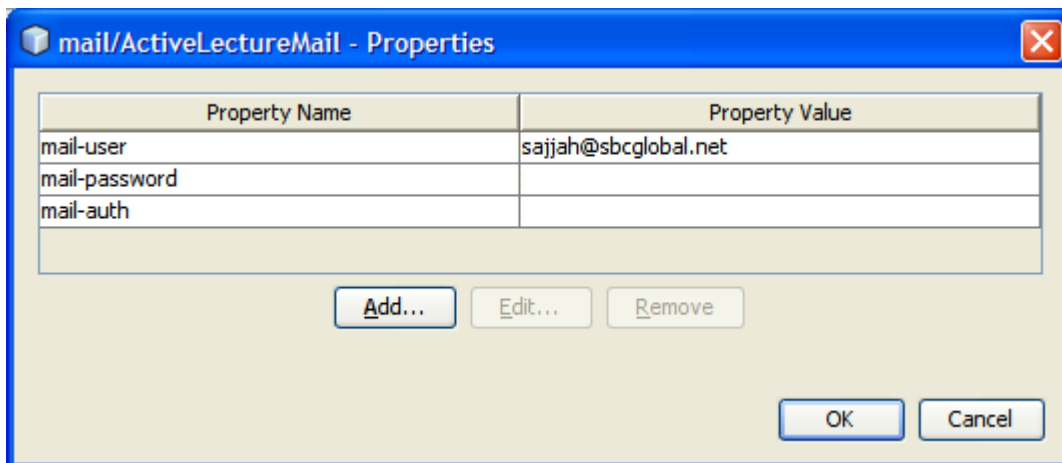 mail/ActiveLectureMail - Properties
Property Name Property Value
mail-user sajjah@sbcglobal.net
mail-password
mail-auth
Add... Edit... Remove
OK Cancel